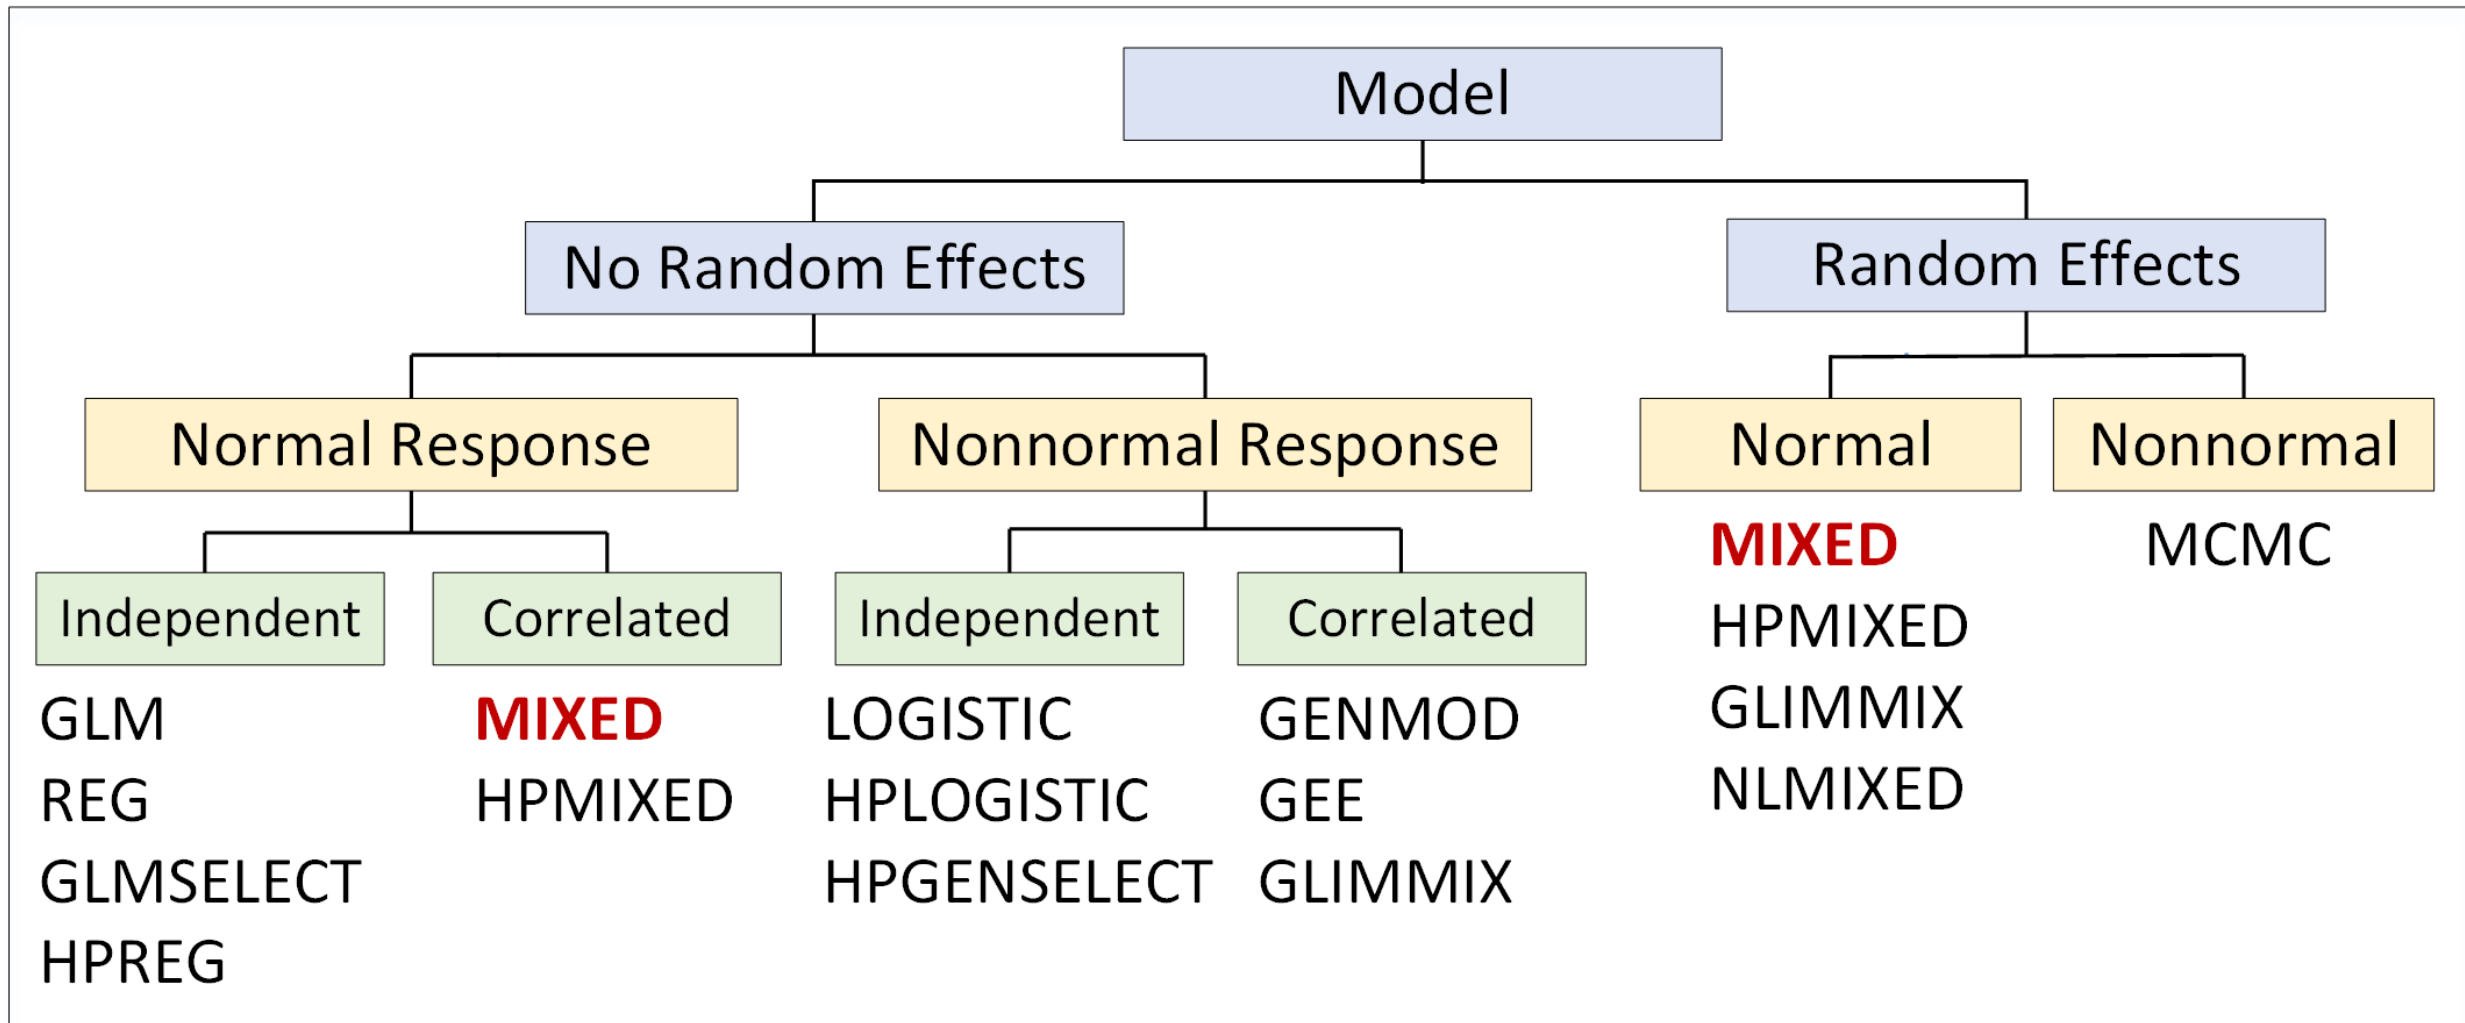 Model
No Random Effects
Random Effects
Normal Response
Nonnormal Response
Normal
Nonnormal
Independent
Correlated
Independent
Correlated
GLM
REG
GLMSELECT
HPREG
MIXED
HPMIXED
LOGISTIC
HPLOGISTIC
HPGENSELECT
GENMOD
GEE
GLIMMIX
MIXED
HPMIXED
GLIMMIX
NLMIXED
MCMC